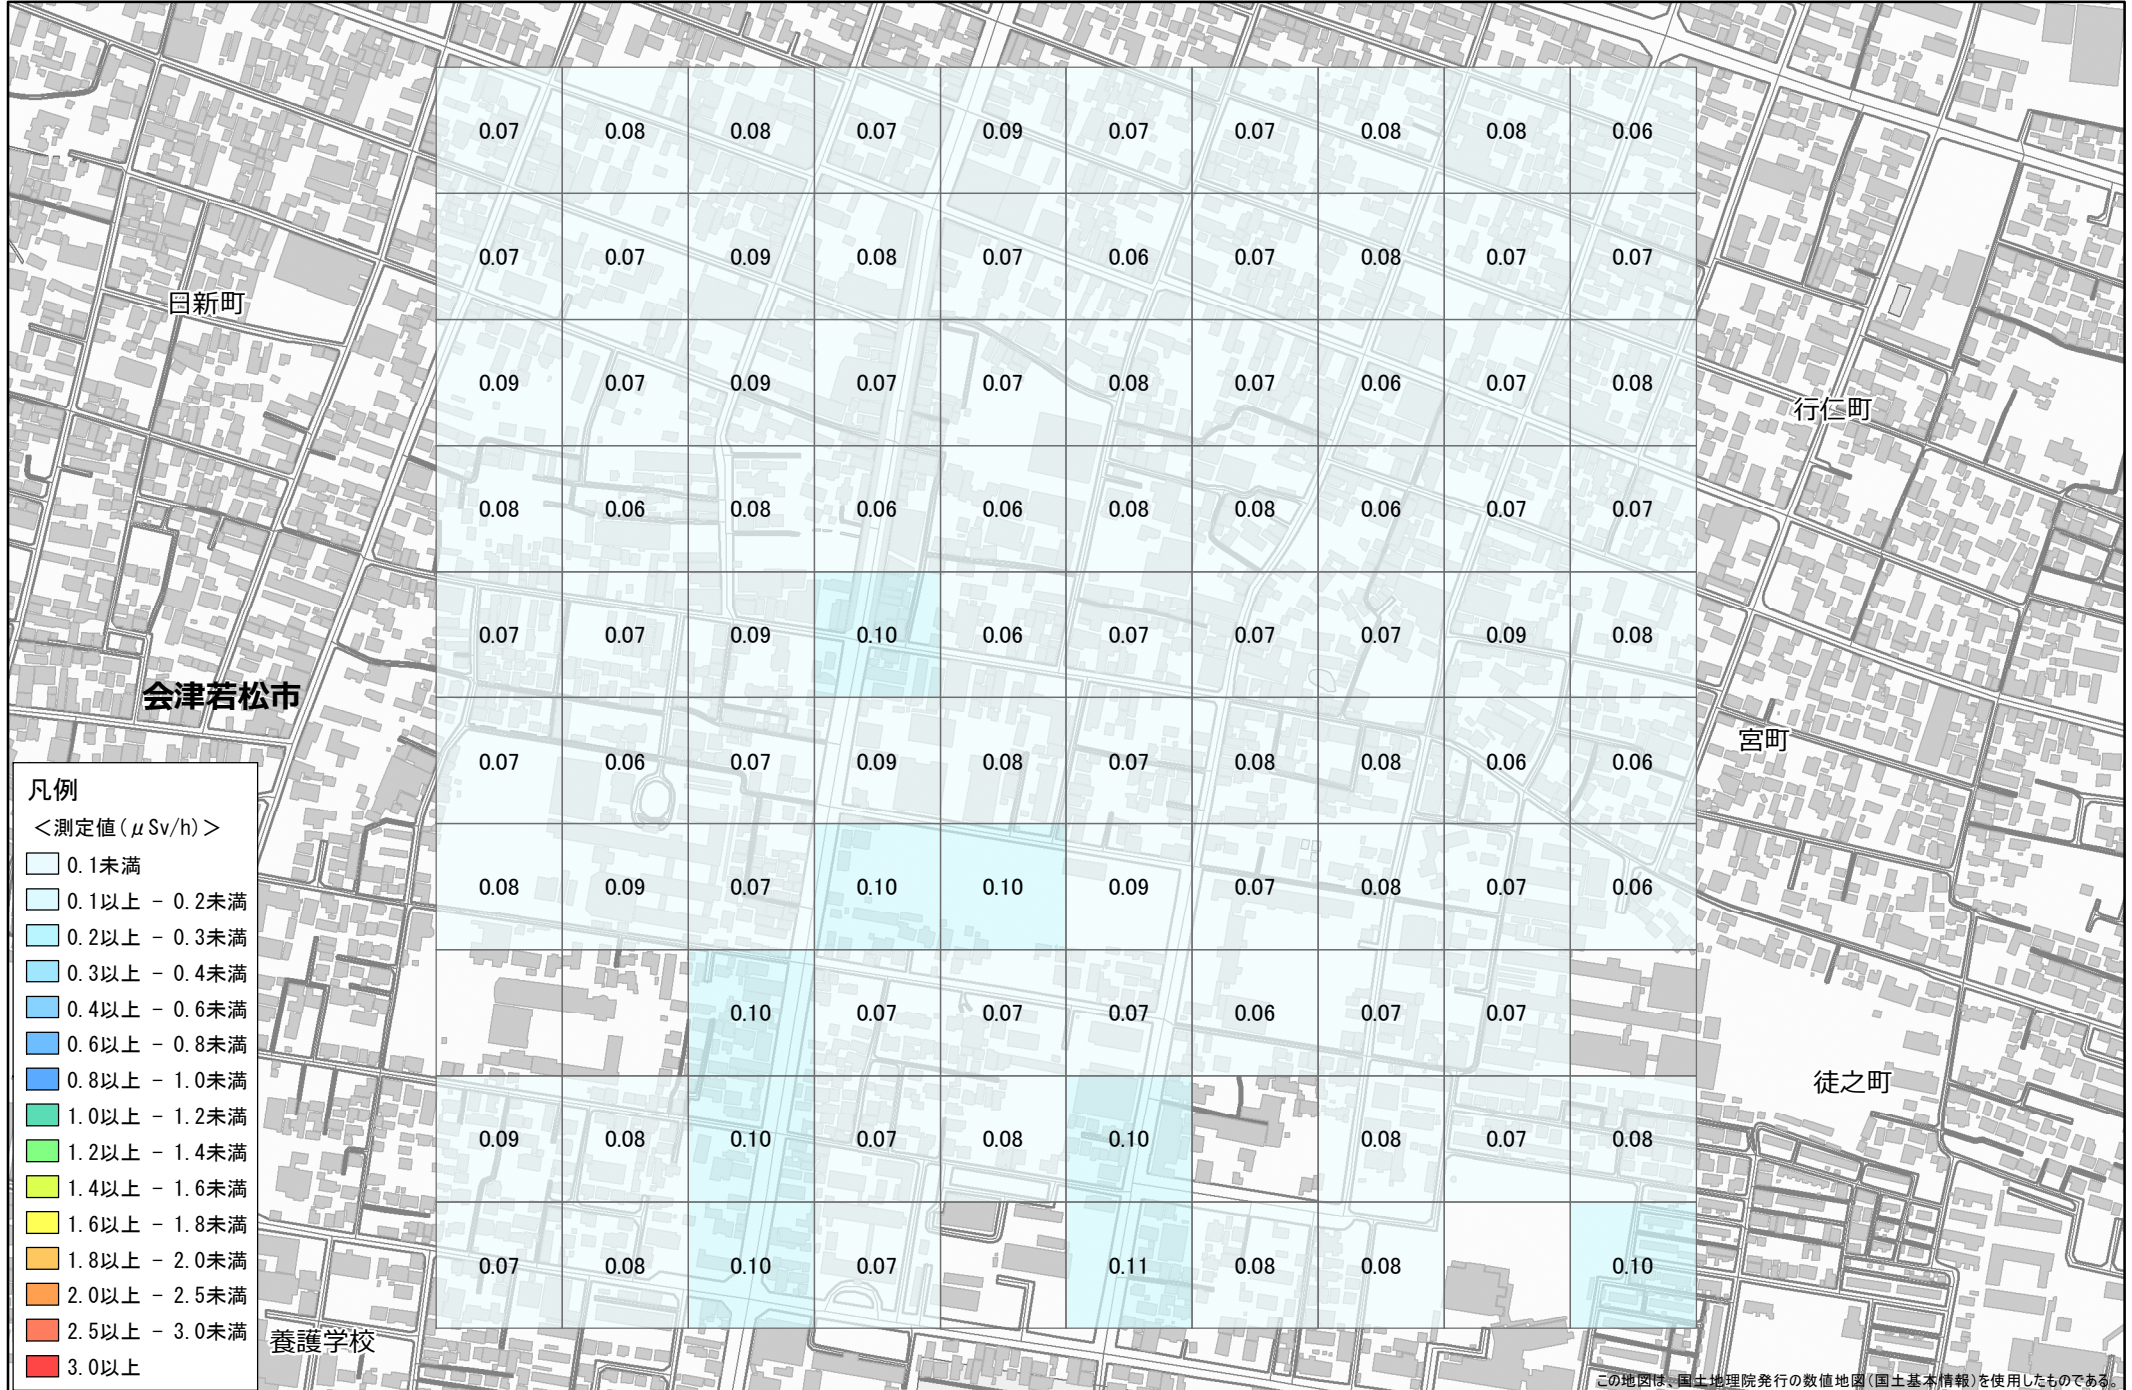 0.07 0.08 0.08 0.07 0.09 0.07 0.07 0.08 0.08 0.06
0.07 0.07 0.09 0.08 0.07 0.06 0.07 0.08 0.07 0.07
日新町
0.09 0.07 0.09 0.07 0.07 0.08 0.07 0.06 0.07 0.08
行仁町
0.08 0.06 0.08 0.06 0.06 0.08 0.08 0.06 0.07 0.07
0.07 0.07 0.09 0.10 0.06 0.07 0.07 0.07 0.09 0.08
会津若松市
宮町
0.07 0.06 0.07 0.09 0.08 0.07 0.08 0.08 0.06 0.06
0.08 0.09 0.07 0.10 0.10 0.09 0.07 0.08 0.07 0.06
0.10 0.07 0.07 0.07 0.06 0.07 0.07
徒之町
0.09 0.08 0.10 0.07 0.08 0.10 0.08 0.07 0.08
0.07 0.08 0.10 0.07 0.11 0.08 0.08 0.10
養護学校
凡例
＜測定値(μSv/h)＞
0.1未満
0.1以上 - 0.2未満
0.2以上 - 0.3未満
0.3以上 - 0.4未満
0.4以上 - 0.6未満
0.6以上 - 0.8未満
0.8以上 - 1.0未満
1.0以上 - 1.2未満
1.2以上 - 1.4未満
1.4以上 - 1.6未満
1.6以上 - 1.8未満
1.8以上 - 2.0未満
2.0以上 - 2.5未満
2.5以上 - 3.0未満
3.0以上
この地図は、国土地理院発行の数値地図(国土基本情報)を使用したものである。